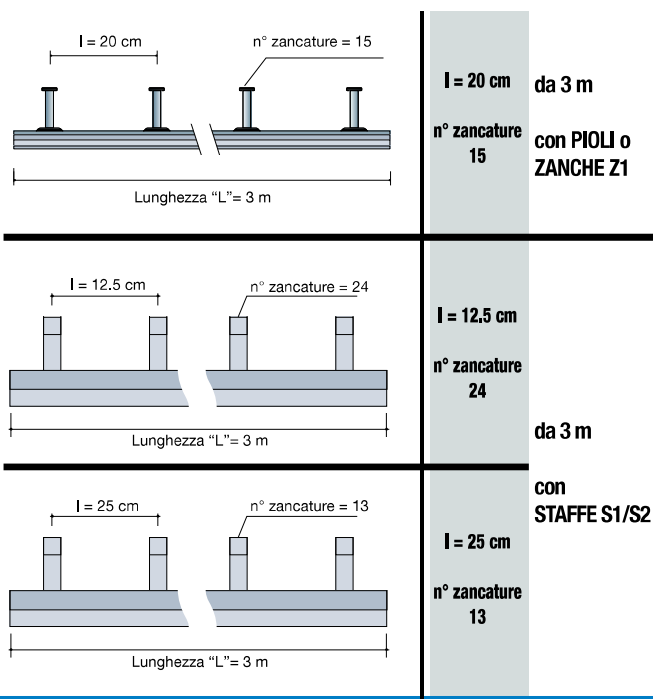 I = 20 cm
n° zancature = 15
Lunghezza “L”= 3 m
I = 20 cm
n° zancature
15
da 3 m
con PIOLI o
ZANCHE Z1
I = 12.5 cm
n° zancature = 24
Lunghezza “L”= 3 m
I = 12.5 cm
n° zancature
24
I = 25 cm
n° zancature = 13
Lunghezza “L”= 3 m
I = 25 cm
n° zancature
13
da 3 m
con
STAFFE S1/S2